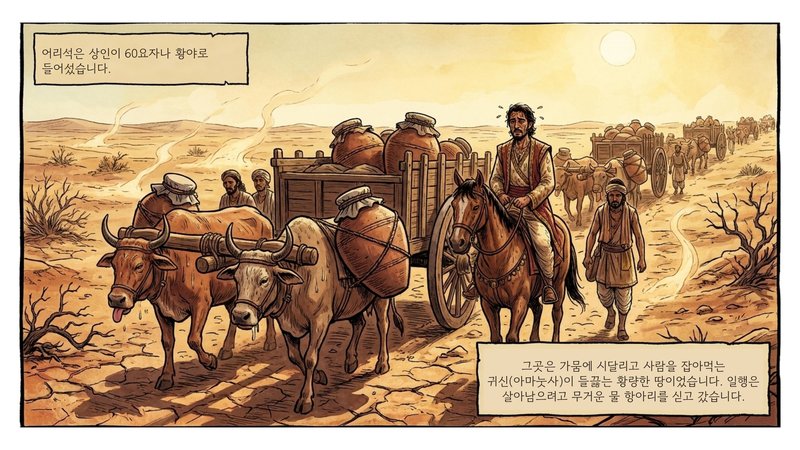 어리석은 상인이 60요자나 황야로
들어섰습니다.
그곳은 가뭄에 시달리고 사람을 잡아먹는
귀신(아마눗사)이 들끓는 황량한 땅이었습니다. 일행은
살아남으려고 무거운 물 항아리를 싣고 갔습니다.